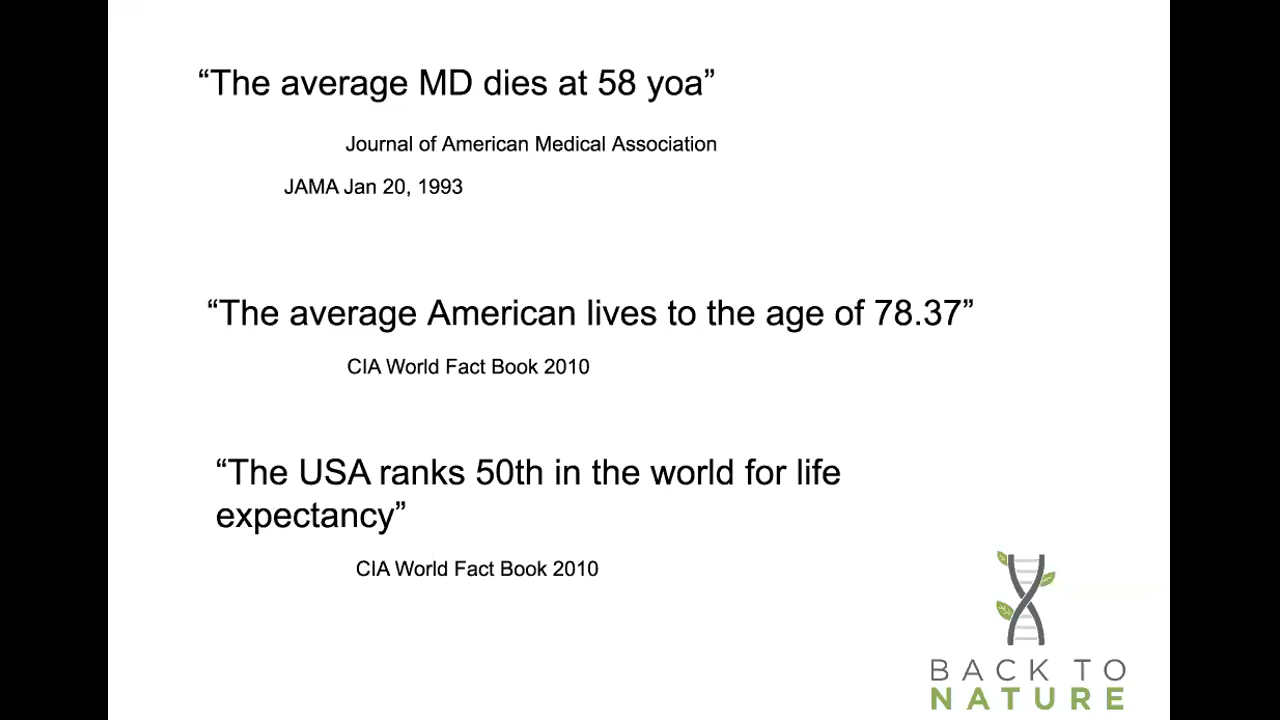 “The average MD dies at 58 yoa”
Journal of American Medical Association
JAMA Jan 20, 1993
“The average American lives to the age of 78.37”
CIA World Fact Book 2010
“The USA ranks 50th in the world for life
expectancy”
CIA World Fact Book 2010
BACK TO
NATURE